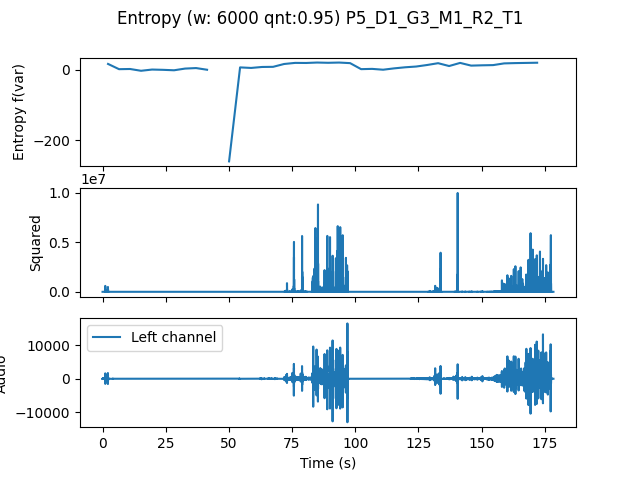 Entropy (w: 6000 qnt:0.95) P5_D1_G3_M1_R2_T1
Entropy f(var)
0
−200
1e7
Squared
1.0
0.5
0.0
Audio
10000
0
−10000
Left channel
0 25 50 75 100 125 150 175
Time (s)